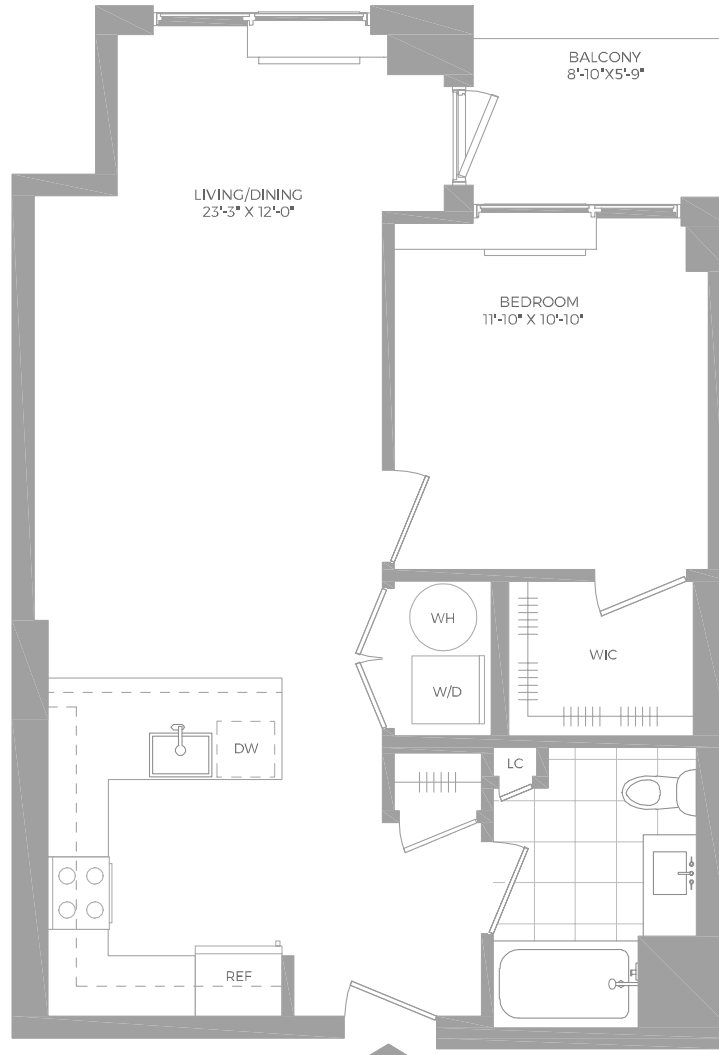 BALCONY
8'-10"X5'-9"
LIVING/DINING
23'-3" X 12'-0"
BEDROOM
11'-10" X 10'-10"
WH
WIC
W/D
DW
LC
REF